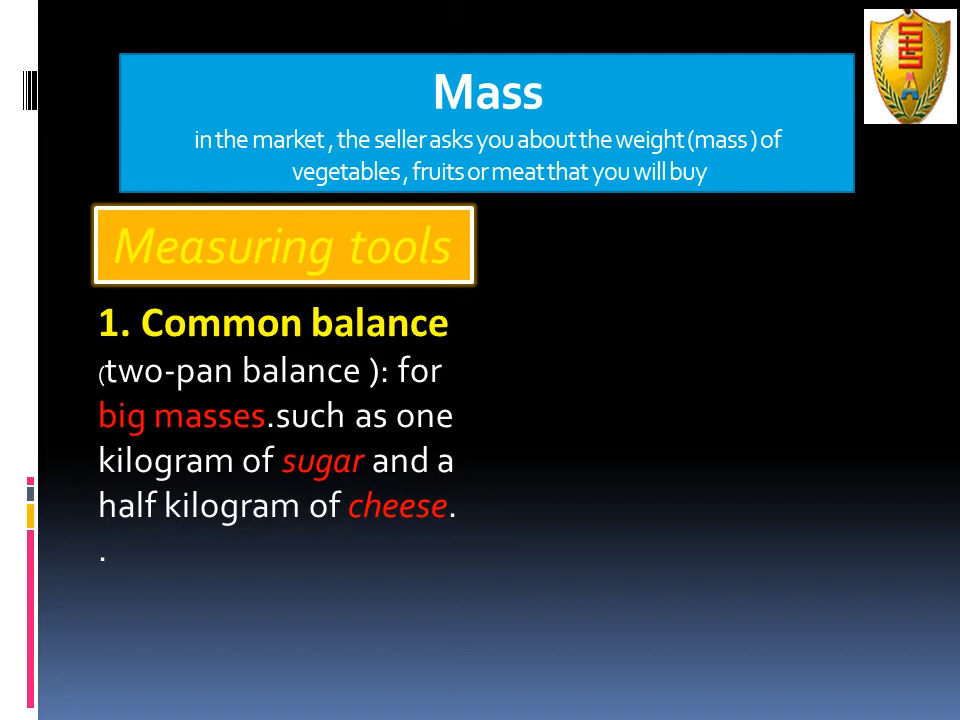 Mass
in the market , the seller asks you about the weight (mass ) of
vegetables , fruits or meat that you will buy
Measuring tools
1. Common balance
(two-pan balance ): for
big masses.such as one
kilogram of sugar and a
half kilogram of cheese.
.